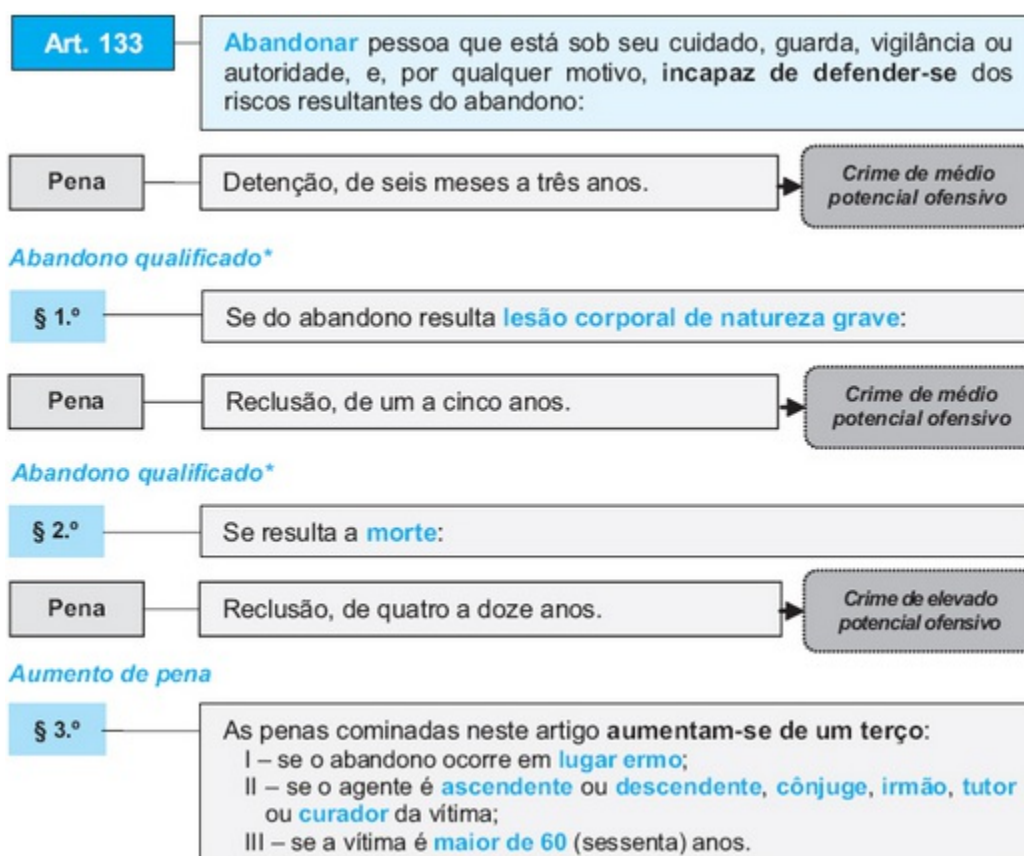 Art. 133
Abandonar pessoa que está sob seu cuidado, guarda, vigilância ou
autoridade, e, por qualquer motivo, incapaz de defender-se dos
riscos resultantes do abandono:
Pena
Detenção, de seis meses a três anos.
Crime de médio
potencial ofensivo
Abandono qualificado*
§ 1.º
Se do abandono resulta lesão corporal de natureza grave:
Pena
Reclusão, de um a cinco anos.
Crime de médio
potencial ofensivo
Abandono qualificado*
§ 2.º
Se resulta a morte:
Pena
Reclusão, de quatro a doze anos.
Crime de elevado
potencial ofensivo
Aumento de pena
§ 3.º
As penas cominadas neste artigo aumentam-se de um terço:
I – se o abandono ocorre em lugar ermo;
II – se o agente é ascendente ou descendente, cônjuge, irmão, tutor
ou curador da vítima;
III – se a vítima é maior de 60 (sessenta) anos.